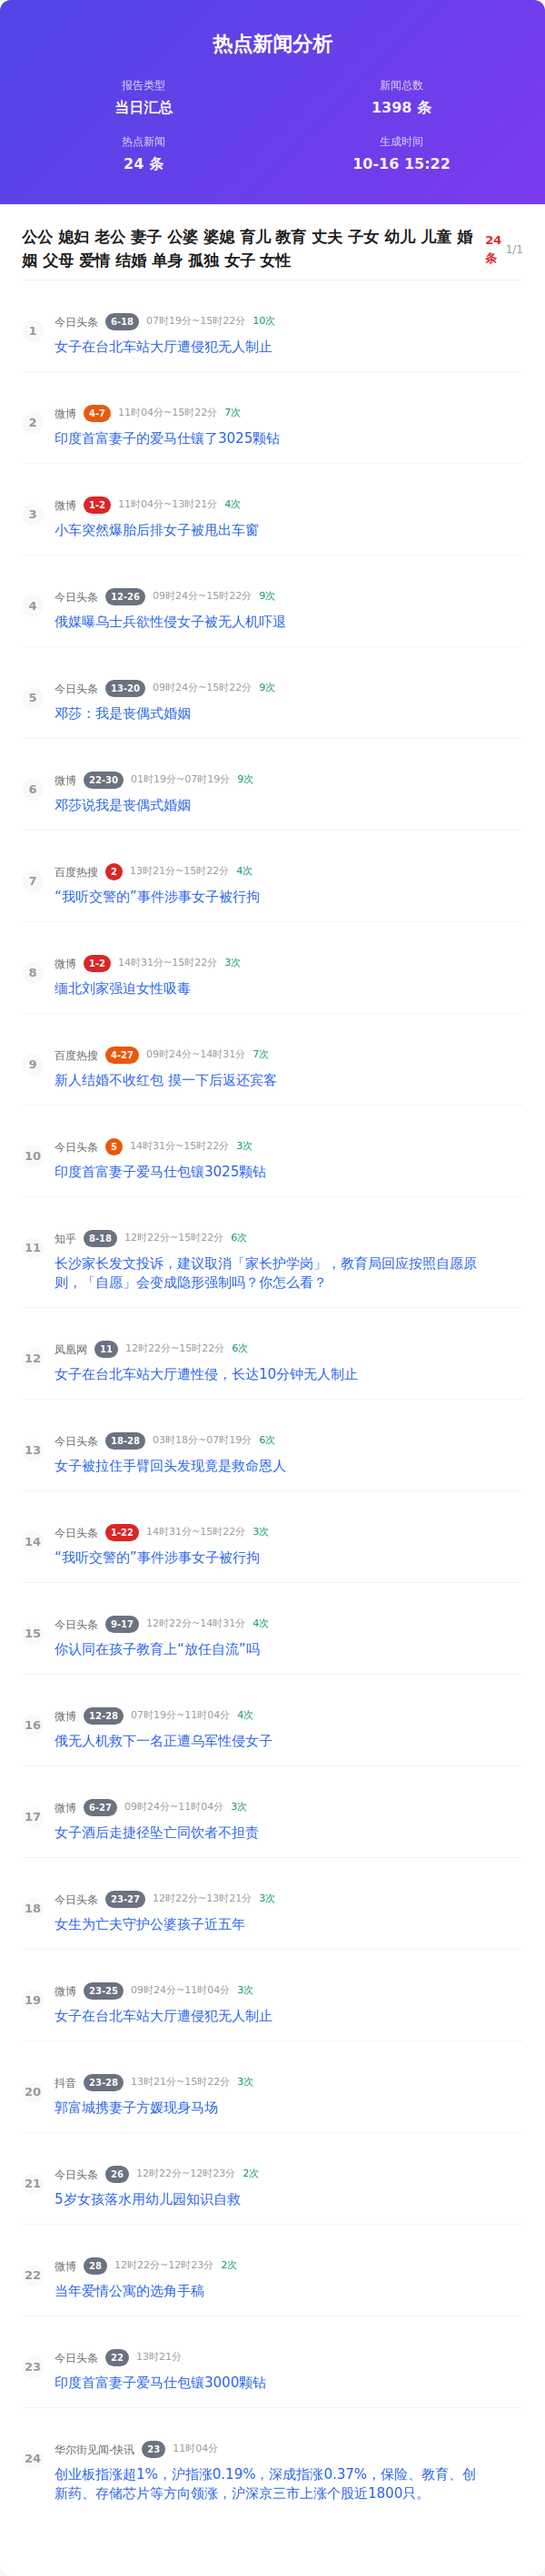 热点新闻分析
报告类型
当日汇总
新闻总数
1398 条
热点新闻
24 条
生成时间
10-16 15:22
公公 媳妇 老公 妻子 公婆 婆媳 育儿 教育 丈夫 子女 幼儿 儿童 婚
姻 父母 爱情 结婚 单身 孤独 女子 女性
24
条
1/1
1
今日头条 6-18 07时19分~15时22分 10次
女子在台北车站大厅遭侵犯无人制止
2
微博 4-7 11时04分~15时22分 7次
印度首富妻子的爱马仕镶了3025颗钻
3
微博 1-2 11时04分~13时21分 4次
小车突然爆胎后排女子被甩出车窗
4
今日头条 12-26 09时24分~15时22分 9次
俄媒曝乌士兵欲性侵女子被无人机吓退
5
今日头条 13-20 09时24分~15时22分 9次
邓莎：我是丧偶式婚姻
6
微博 22-30 01时19分~07时19分 9次
邓莎说我是丧偶式婚姻
7
百度热搜 2 13时21分~15时22分 4次
“我听交警的”事件涉事女子被行拘
8
微博 1-2 14时31分~15时22分 3次
缅北刘家强迫女性吸毒
9
百度热搜 4-27 09时24分~14时31分 7次
新人结婚不收红包 摸一下后返还宾客
10
今日头条 5 14时31分~15时22分 3次
印度首富妻子爱马仕包镶3025颗钻
11
知乎 8-18 12时22分~15时22分 6次
长沙家长发文投诉，建议取消「家长护学岗」，教育局回应按照自愿原
则，「自愿」会变成隐形强制吗？你怎么看？
12
凤凰网 11 12时22分~15时22分 6次
女子在台北车站大厅遭性侵，长达10分钟无人制止
13
今日头条 18-28 03时18分~07时19分 6次
女子被拉住手臂回头发现竟是救命恩人
14
今日头条 1-22 14时31分~15时22分 3次
“我听交警的”事件涉事女子被行拘
15
今日头条 9-17 12时22分~14时31分 4次
你认同在孩子教育上“放任自流”吗
16
微博 12-28 07时19分~11时04分 4次
俄无人机救下一名正遭乌军性侵女子
17
微博 6-27 09时24分~11时04分 3次
女子酒后走捷径坠亡同饮者不担责
18
今日头条 23-27 12时22分~13时21分 3次
女生为亡夫守护公婆孩子近五年
19
微博 23-25 09时24分~11时04分 3次
女子在台北车站大厅遭侵犯无人制止
20
抖音 23-28 13时21分~15时22分 3次
郭富城携妻子方媛现身马场
21
今日头条 26 12时22分~12时23分 2次
5岁女孩落水用幼儿园知识自救
22
微博 28 12时22分~12时23分 2次
当年爱情公寓的选角手稿
23
今日头条 22 13时21分
印度首富妻子爱马仕包镶3000颗钻
24
华尔街见闻-快讯 23 11时04分
创业板指涨超1%，沪指涨0.19%，深成指涨0.37%，保险、教育、创
新药、存储芯片等方向领涨，沪深京三市上涨个股近1800只。